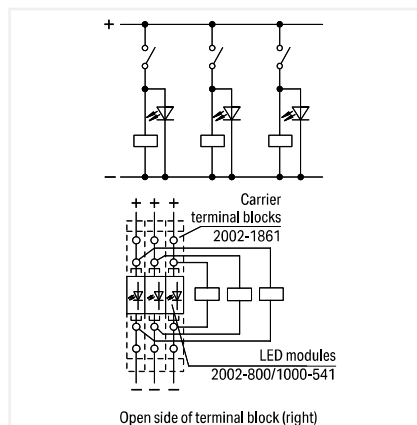 +
−
+ + +
Carrier
terminal blocks
2002-1861
LED modules
2002-800/1000-541
− − −
Open side of terminal block (right)